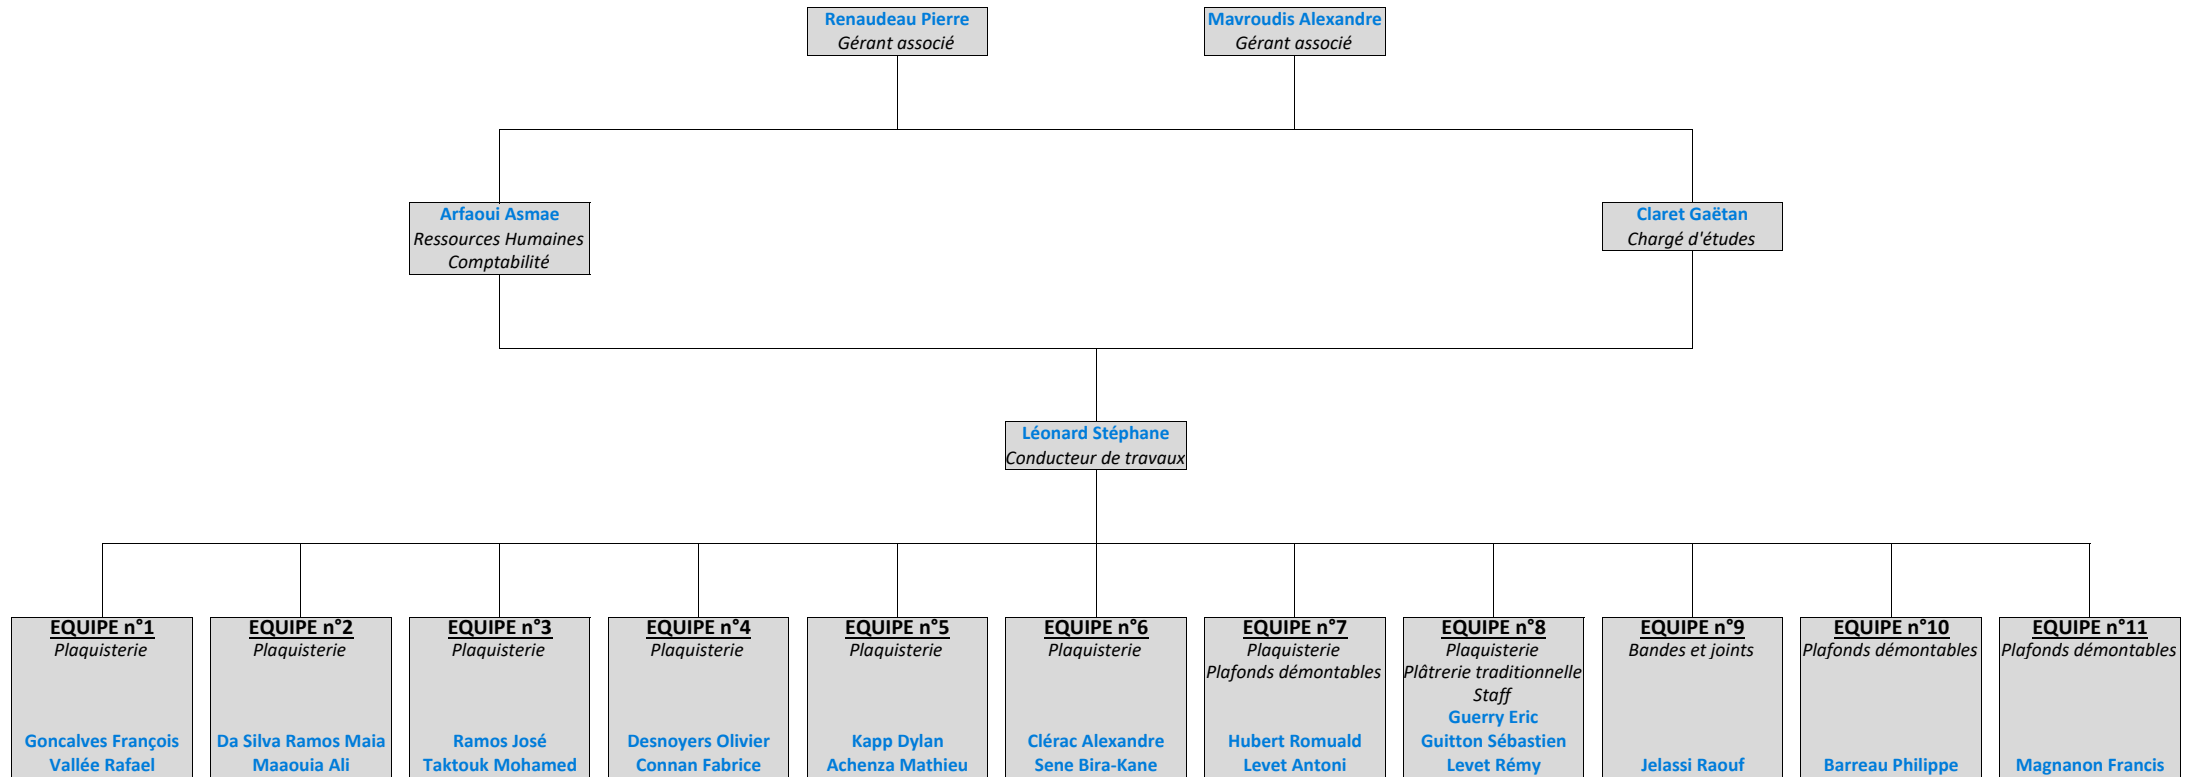 Renaudeau Pierre
Gérant associé
Mavroudis Alexandre
Gérant associé
Arfaoui Asmae
Ressources Humaines
Comptabilité
Claret Gaëtan
Chargé d'études
Léonard Stéphane
Conducteur de travaux
EQUIPE n°1
Plaquisterie
Goncalves François
Vallée Rafael
EQUIPE n°2
Plaquisterie
Da Silva Ramos Maia
Maaouia Ali
EQUIPE n°3
Plaquisterie
Ramos José
Taktouk Mohamed
EQUIPE n°4
Plaquisterie
Desnoyers Olivier
Connan Fabrice
EQUIPE n°5
Plaquisterie
Kapp Dylan
Achenza Mathieu
EQUIPE n°6
Plaquisterie
Clérac Alexandre
Sene Bira-Kane
EQUIPE n°7
Plaquisterie
Plafonds démontables
Hubert Romuald
Levet Antoni
EQUIPE n°8
Plaquisterie
Plâtrerie traditionnelle
Staff
Guerry Eric
Guitton Sébastien
Levet Rémy
EQUIPE n°9
Bandes et joints
Jelassi Raouf
EQUIPE n°10
Plafonds démontables
Barreau Philippe
EQUIPE n°11
Plafonds démontables
Magnanon Francis